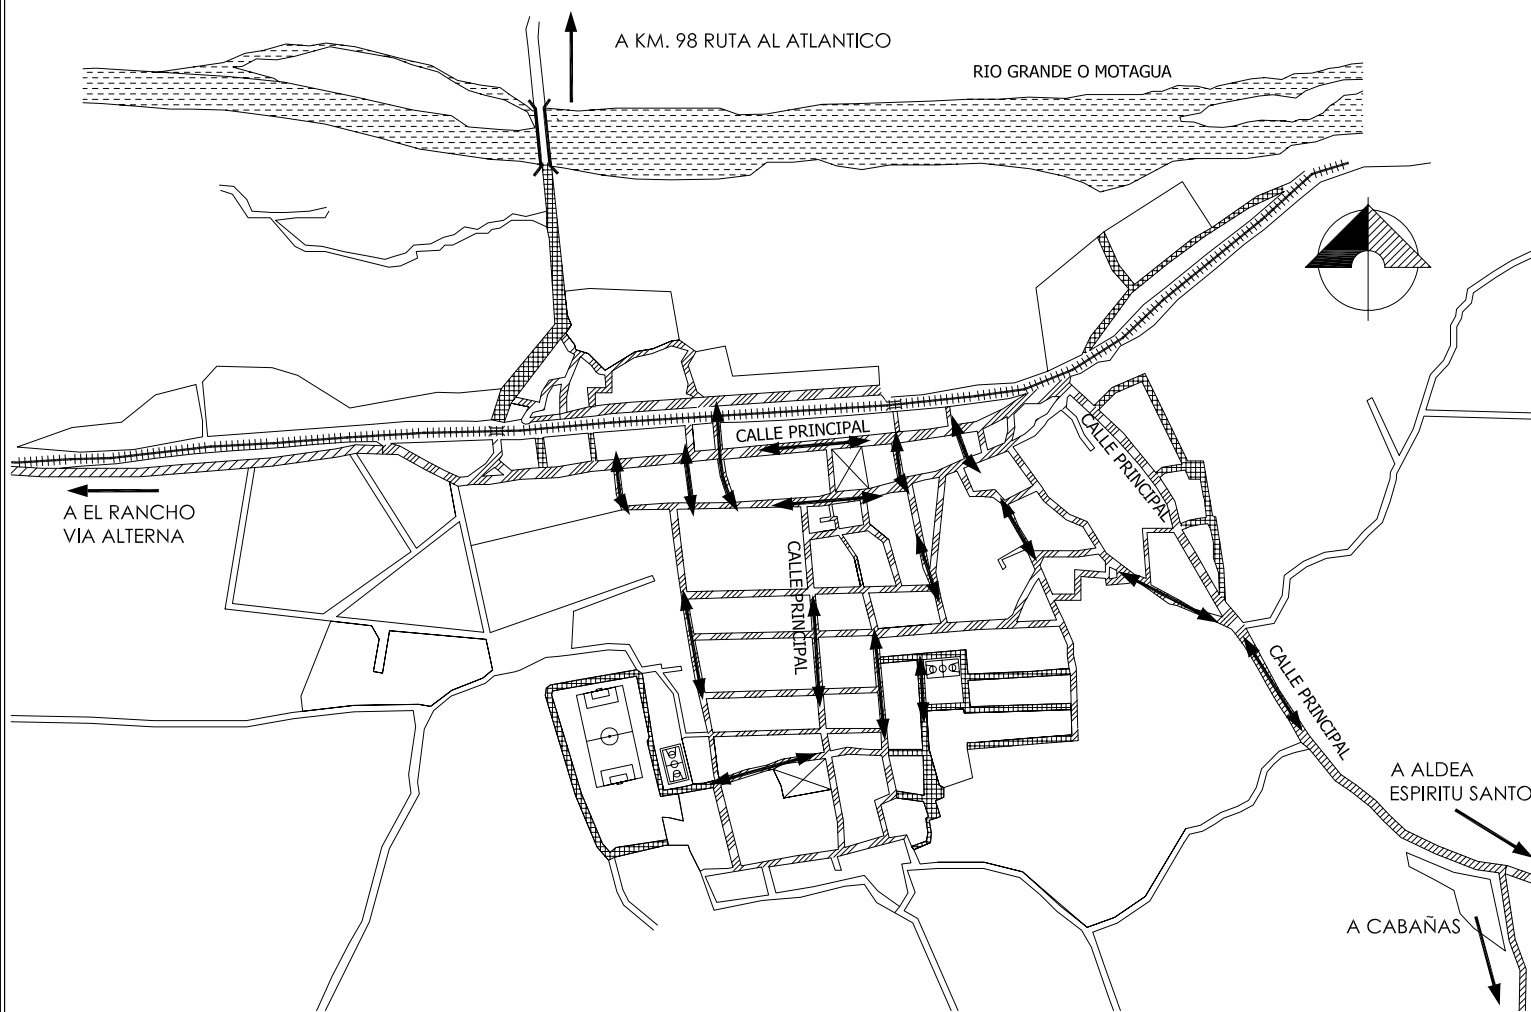 A KM. 98 RUTA AL ATLANTICO
RIO GRANDE O MOTAGUA
CALLE PRINCIPAL
CALLE PRINCIPAL
A EL RANCHO
VIA ALTERNA
CALLE PRINCIPAL
CALLE PRINCIPAL
A ALDEA
ESPIRITU SANTO
A CABAÑAS